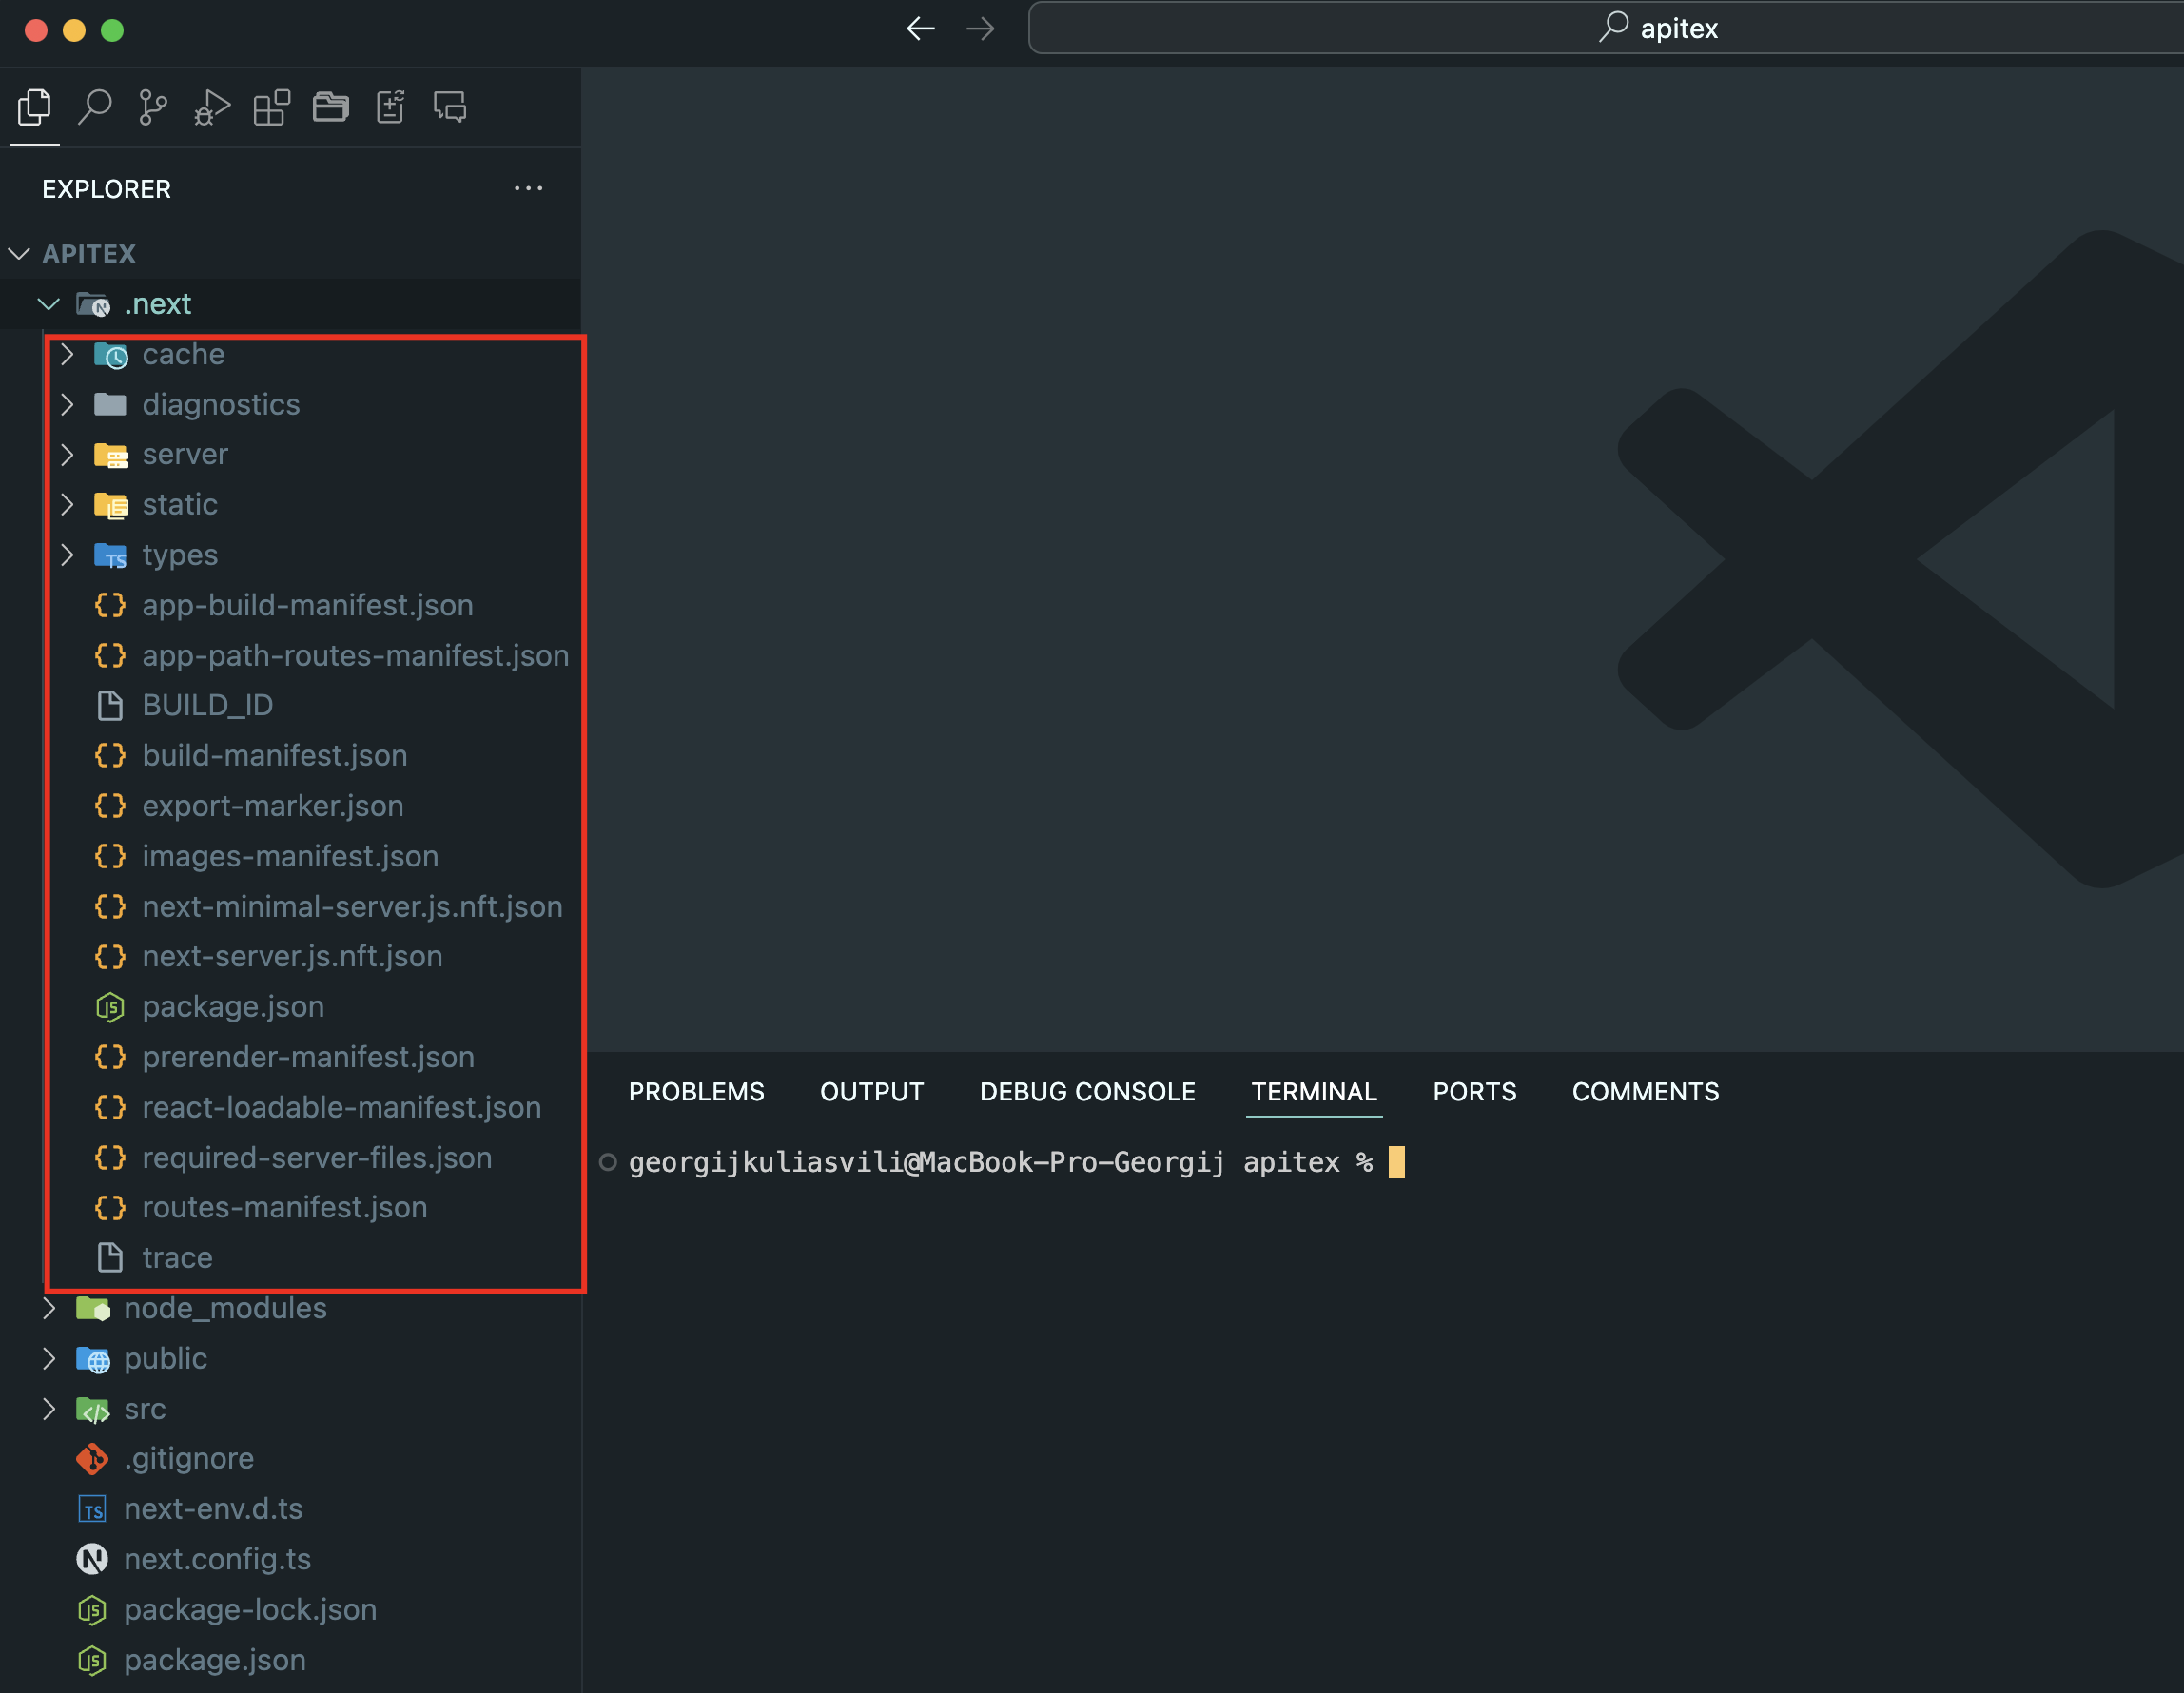 apitex
EXPLORER
APITEX
.next
cache
diagnostics
server
static
types
app-build-manifest.json
app-path-routes-manifest.json
BUILD_ID
build-manifest.json
export-marker.json
images-manifest.json
next-minimal-server.js.nft.json
next-server.js.nft.json
package.json
prerender-manifest.json
react-loadable-manifest.json
required-server-files.json
routes-manifest.json
trace
node_modules
public
src
.gitignore
next-env.d.ts
next.config.ts
package-lock.json
package.json
PROBLEMS OUTPUT DEBUG CONSOLE TERMINAL PORTS COMMENTS
georgijkuliasvili@MacBook-Pro-Georgij apitex %